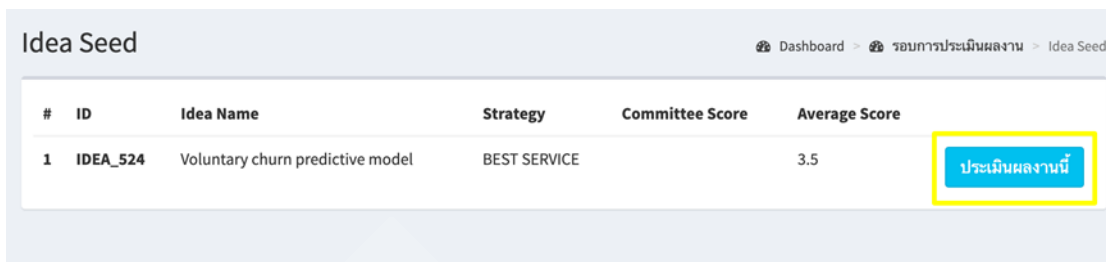 Idea Seed
Dashboard > รอบการประเมินผลงาน > Idea Seed
# ID Idea Name Strategy Committee Score Average Score
1 IDEA_524 Voluntary churn predictive model BEST SERVICE 3.5 ประเมินผลงานนี้